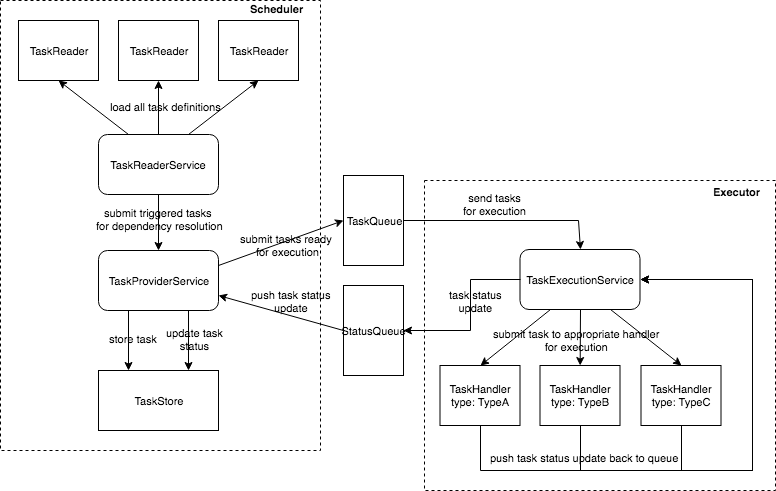 Scheduler
TaskReader
TaskReader
TaskReader
load all task definitions
TaskReaderService
submit triggered tasks
for dependency resolution
TaskProviderService
store task
update task
status
TaskStore
submit tasks ready
for execution
push task status
update
TaskQueue
StatusQueue
Executor
send tasks
for execution
TaskExecutionService
task status
update
submit task to appropriate handler
for execution
TaskHandler
type: TypeA
TaskHandler
type: TypeB
TaskHandler
type: TypeC
push task status update back to queue